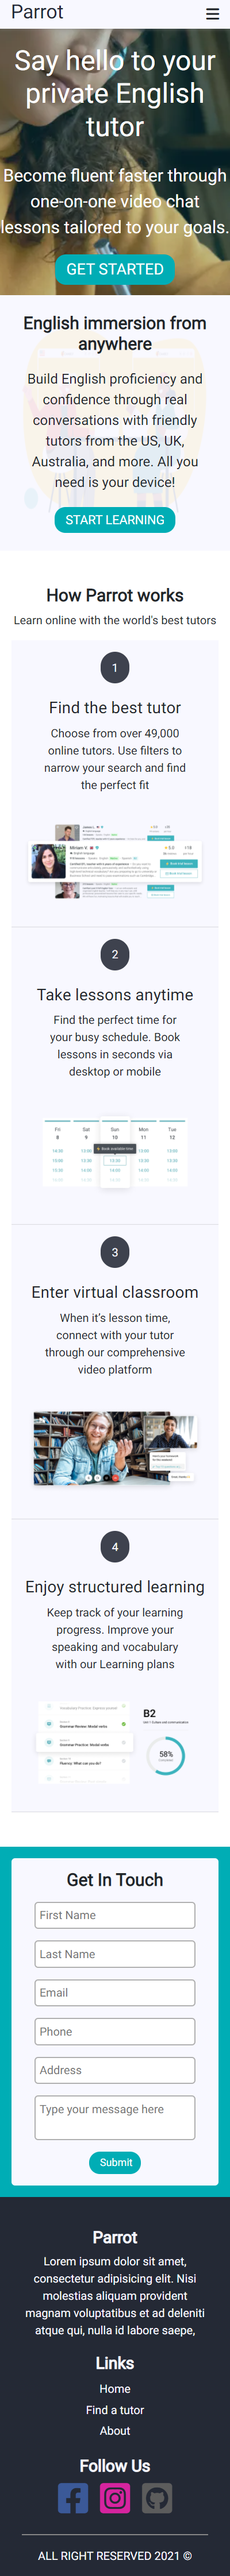 Parrot
Say hello to your
private English
tutor
Become fluent faster through
one-on-one video chat
lessons tailored to your goals.
GET STARTED
English immersion from
anywhere
Build English proficiency and
confidence through real
conversations with friendly
tutors from the US, UK,
Australia, and more. All you
need is your device!
START LEARNING
How Parrot works
Learn online with the world's best tutors
1
Find the best tutor
Choose from over 49,000
online tutors. Use filters to
narrow your search and find
the perfect fit
2
Take lessons anytime
Find the perfect time for
your busy schedule. Book
lessons in seconds via
desktop or mobile
Fri Sat Sun Mon Tue
8 9 10 11 12
3
Enter virtual classroom
When it's lesson time,
connect with your tutor
through our comprehensive
video platform
4
Enjoy structured learning
Keep track of your learning
progress. Improve your
speaking and vocabulary
with our Learning plans
B2
58%
Get In Touch
First Name
Last Name
Email
Phone
Address
Type your message here
Submit
Parrot
Lorem ipsum dolor sit amet,
consectetur adipisicing elit. Nisi
molestias aliquam provident
magnam voluptatibus et ad deleniti
atque qui, nulla id labore saepe,
Links
Home
Find a tutor
About
Follow Us
ALL RIGHT RESERVED 2021 ©